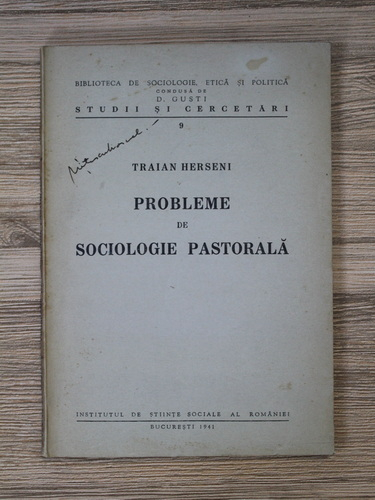 BIBLIOTECA DE SOCIOLOGIE, ETICĂ ȘI POLITICĂ
CONDUSĂ DE
D. GUSTI
STUDII ȘI CERCETĂRI
9
TRAIAN HERSENI
PROBLEME
DE
SOCIOLOGIE PASTORALĂ
INSTITUTUL DE ȘTIINȚE SOCIALE AL ROMÂNIEI
BUCUREȘTI 1941